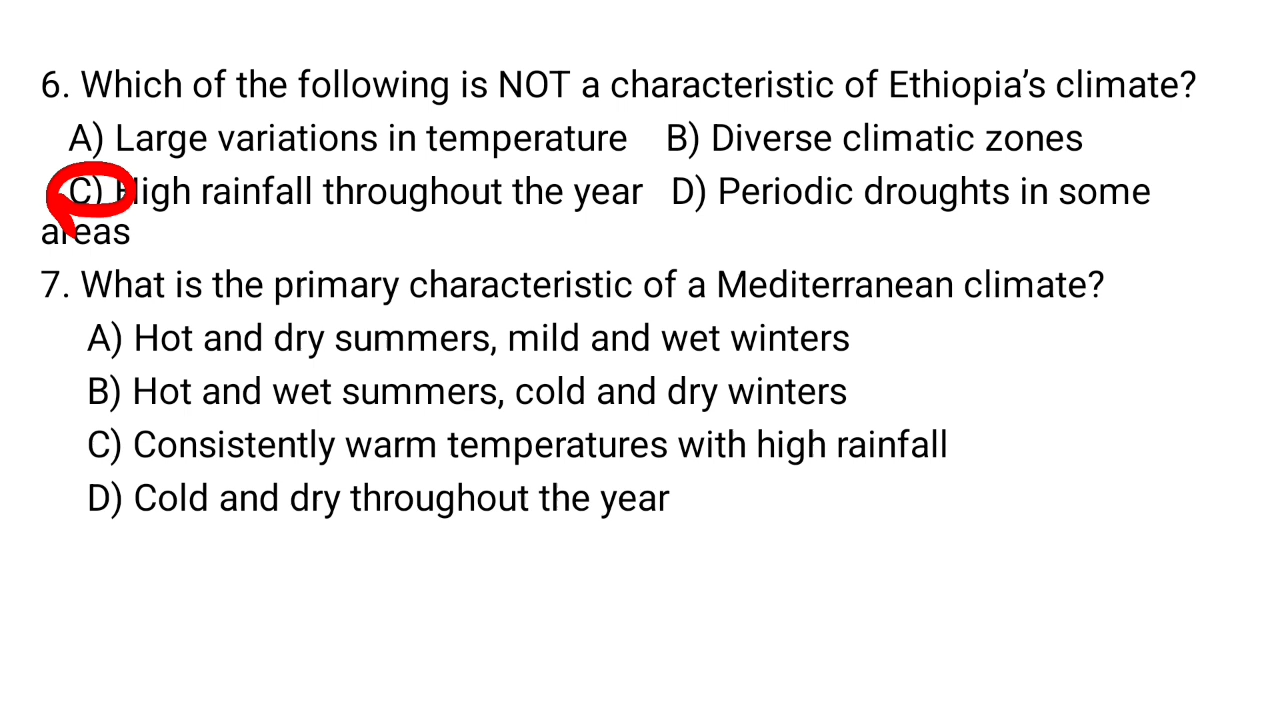 6. Which of the following is NOT a characteristic of Ethiopia’s climate?
A) Large variations in temperature B) Diverse climatic zones
C) High rainfall throughout the year D) Periodic droughts in some
areas
7. What is the primary characteristic of a Mediterranean climate?
A) Hot and dry summers, mild and wet winters
B) Hot and wet summers, cold and dry winters
C) Consistently warm temperatures with high rainfall
D) Cold and dry throughout the year